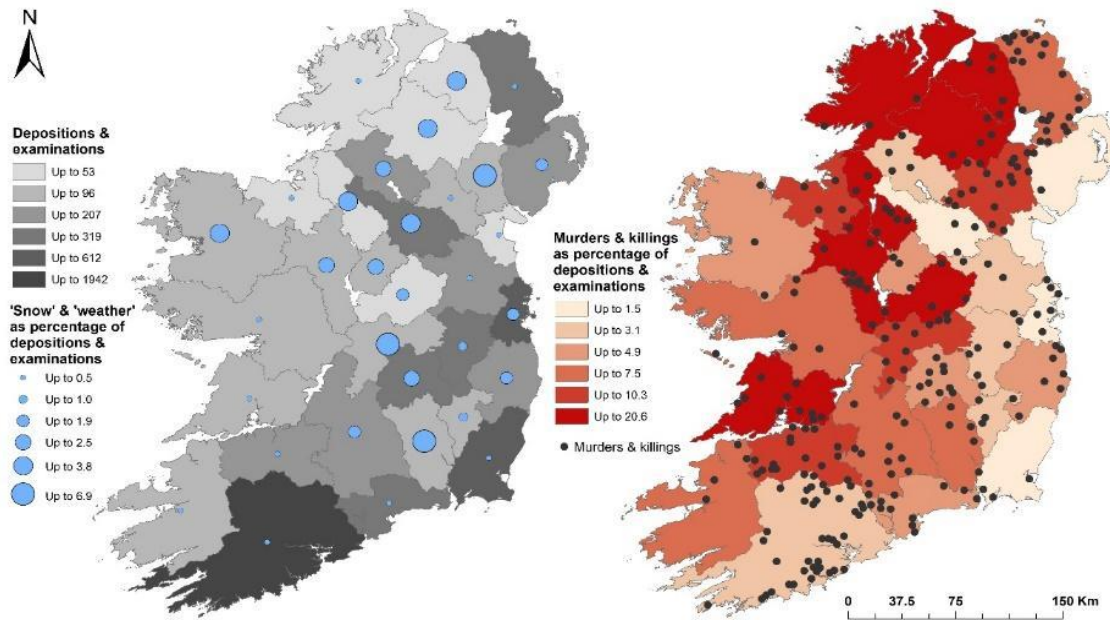 N
Depositions &
examinations
Up to 53
Up to 96
Up to 207
Up to 319
Up to 612
Up to 1942
'Snow' & 'weather'
as percentage of
depositions &
examinations
Up to 0.5
Up to 1.0
Up to 1.9
Up to 2.5
Up to 3.8
Up to 6.9
Murders & killings
as percentage of
depositions &
examinations
Up to 1.5
Up to 3.1
Up to 4.9
Up to 7.5
Up to 10.3
Up to 20.6
Murders & killings
0 37.5 75 150 Km